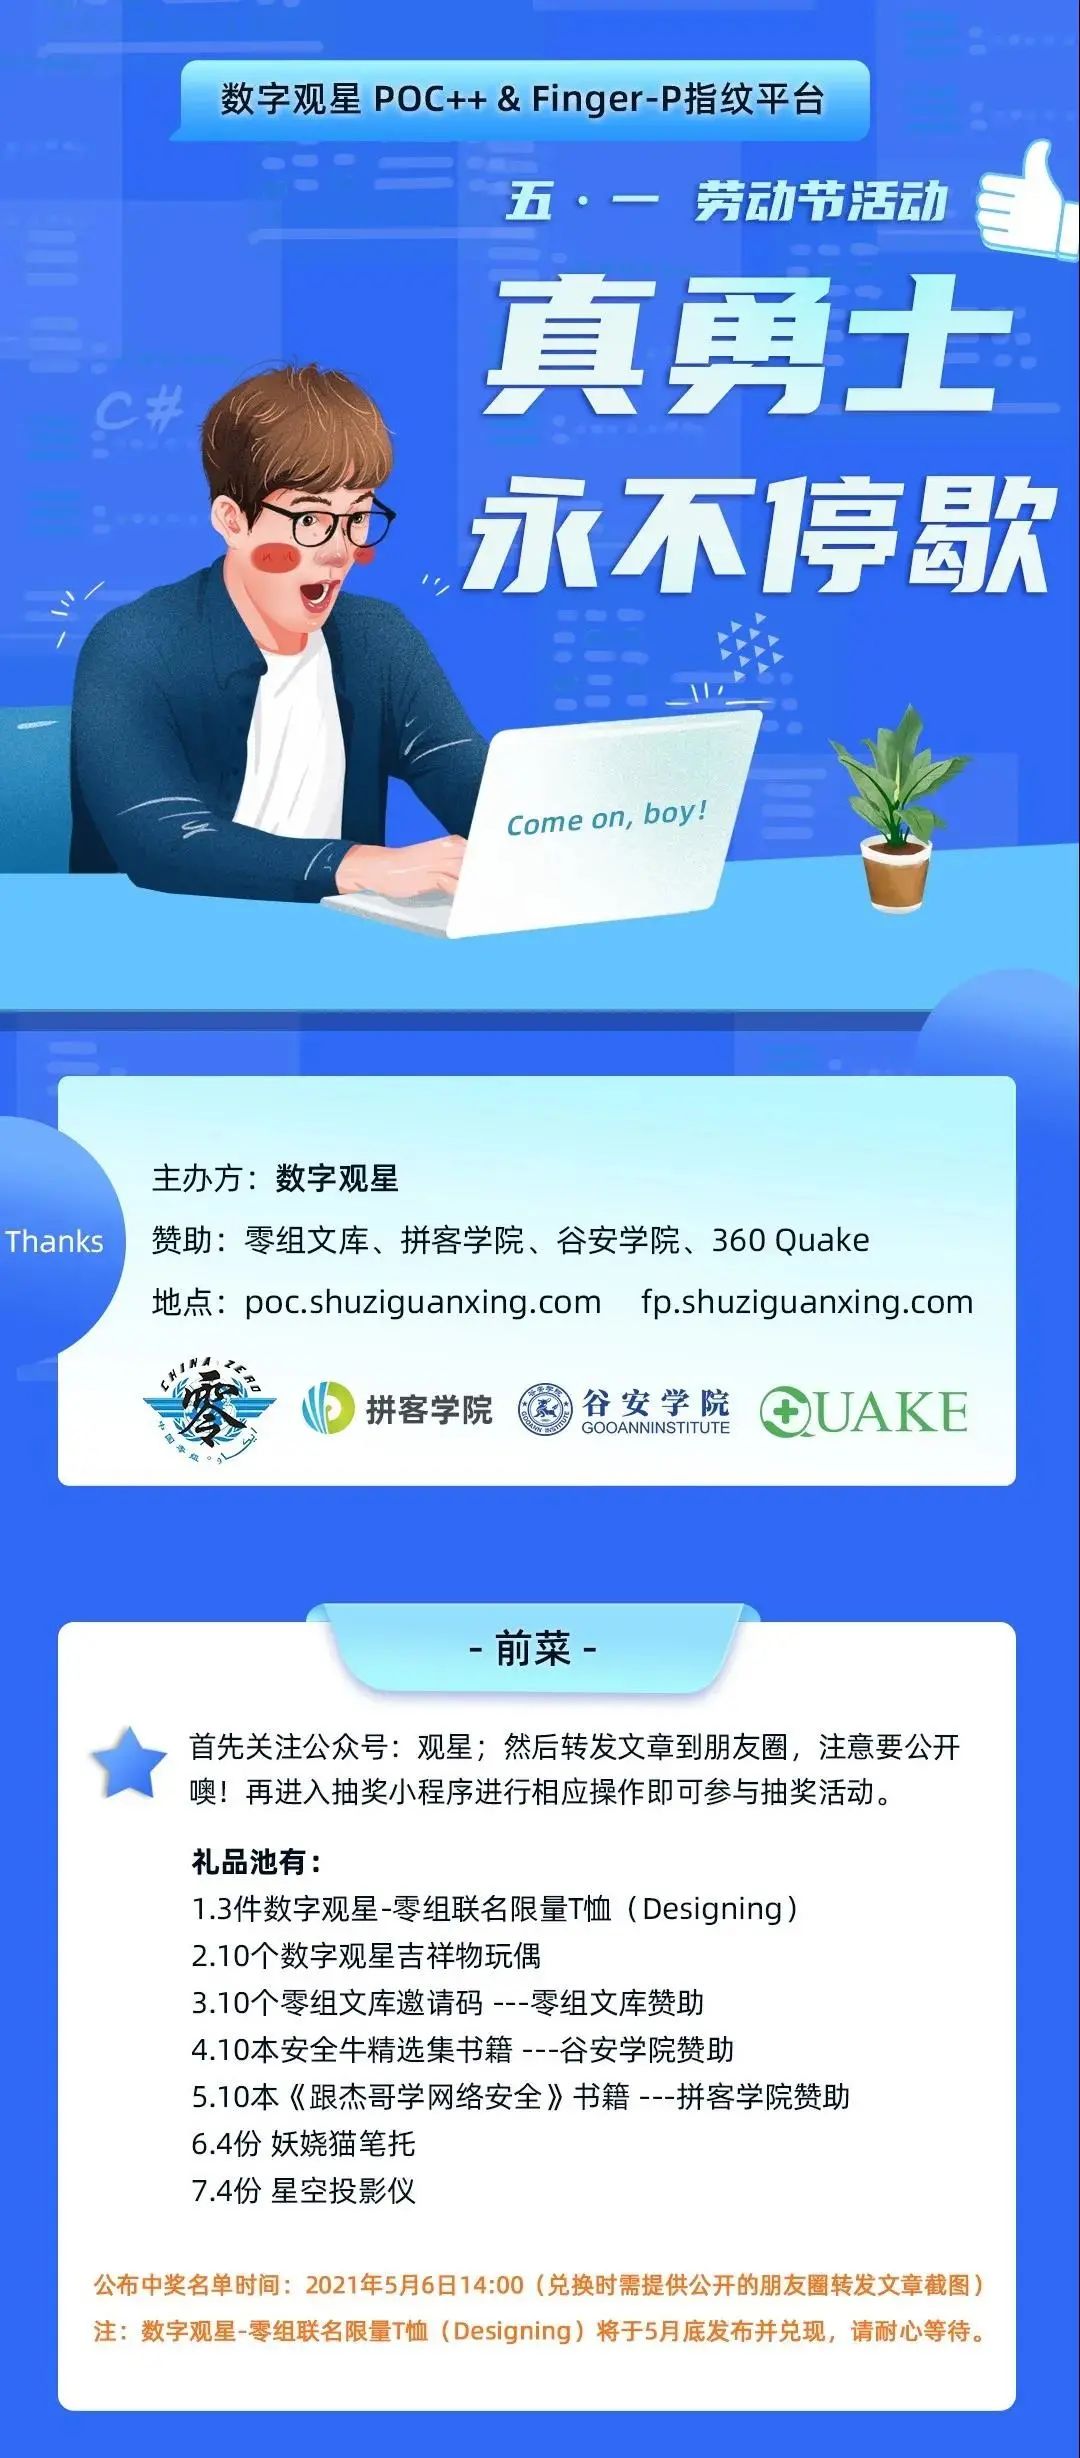 数字观星 POC++ & Finger-P指纹平台
五·一 劳动节活动
真勇士
永不停歇
C#
Come on, boy!
Thanks
主办方：数字观星
赞助：零组文库、拼客学院、谷安学院、360 Quake
地点：poc.shuziguanxing.com fp.shuziguanxing.com
CHINA ZERO
零
拼客学院
谷安学院
GOOANNINSTITUTE
QUAKE
- 前菜 -
首先关注公众号：观星；然后转发文章到朋友圈，注意要公开
噢！再进入抽奖小程序进行相应操作即可参与抽奖活动。
礼品池有：
1.3件数字观星-零组联名限量T恤（Designing）
2.10个数字观星吉祥物玩偶
3.10个零组文库邀请码 ---零组文库赞助
4.10本安全牛精选集书籍 ---谷安学院赞助
5.10本《跟杰哥学网络安全》书籍 ---拼客学院赞助
6.4份 妖娆猫笔托
7.4份 星空投影仪
公布中奖名单时间：2021年5月6日14:00（兑换时需提供公开的朋友圈转发文章截图）
注：数字观星-零组联名限量T恤（Designing）将于5月底发布并兑现，请耐心等待。